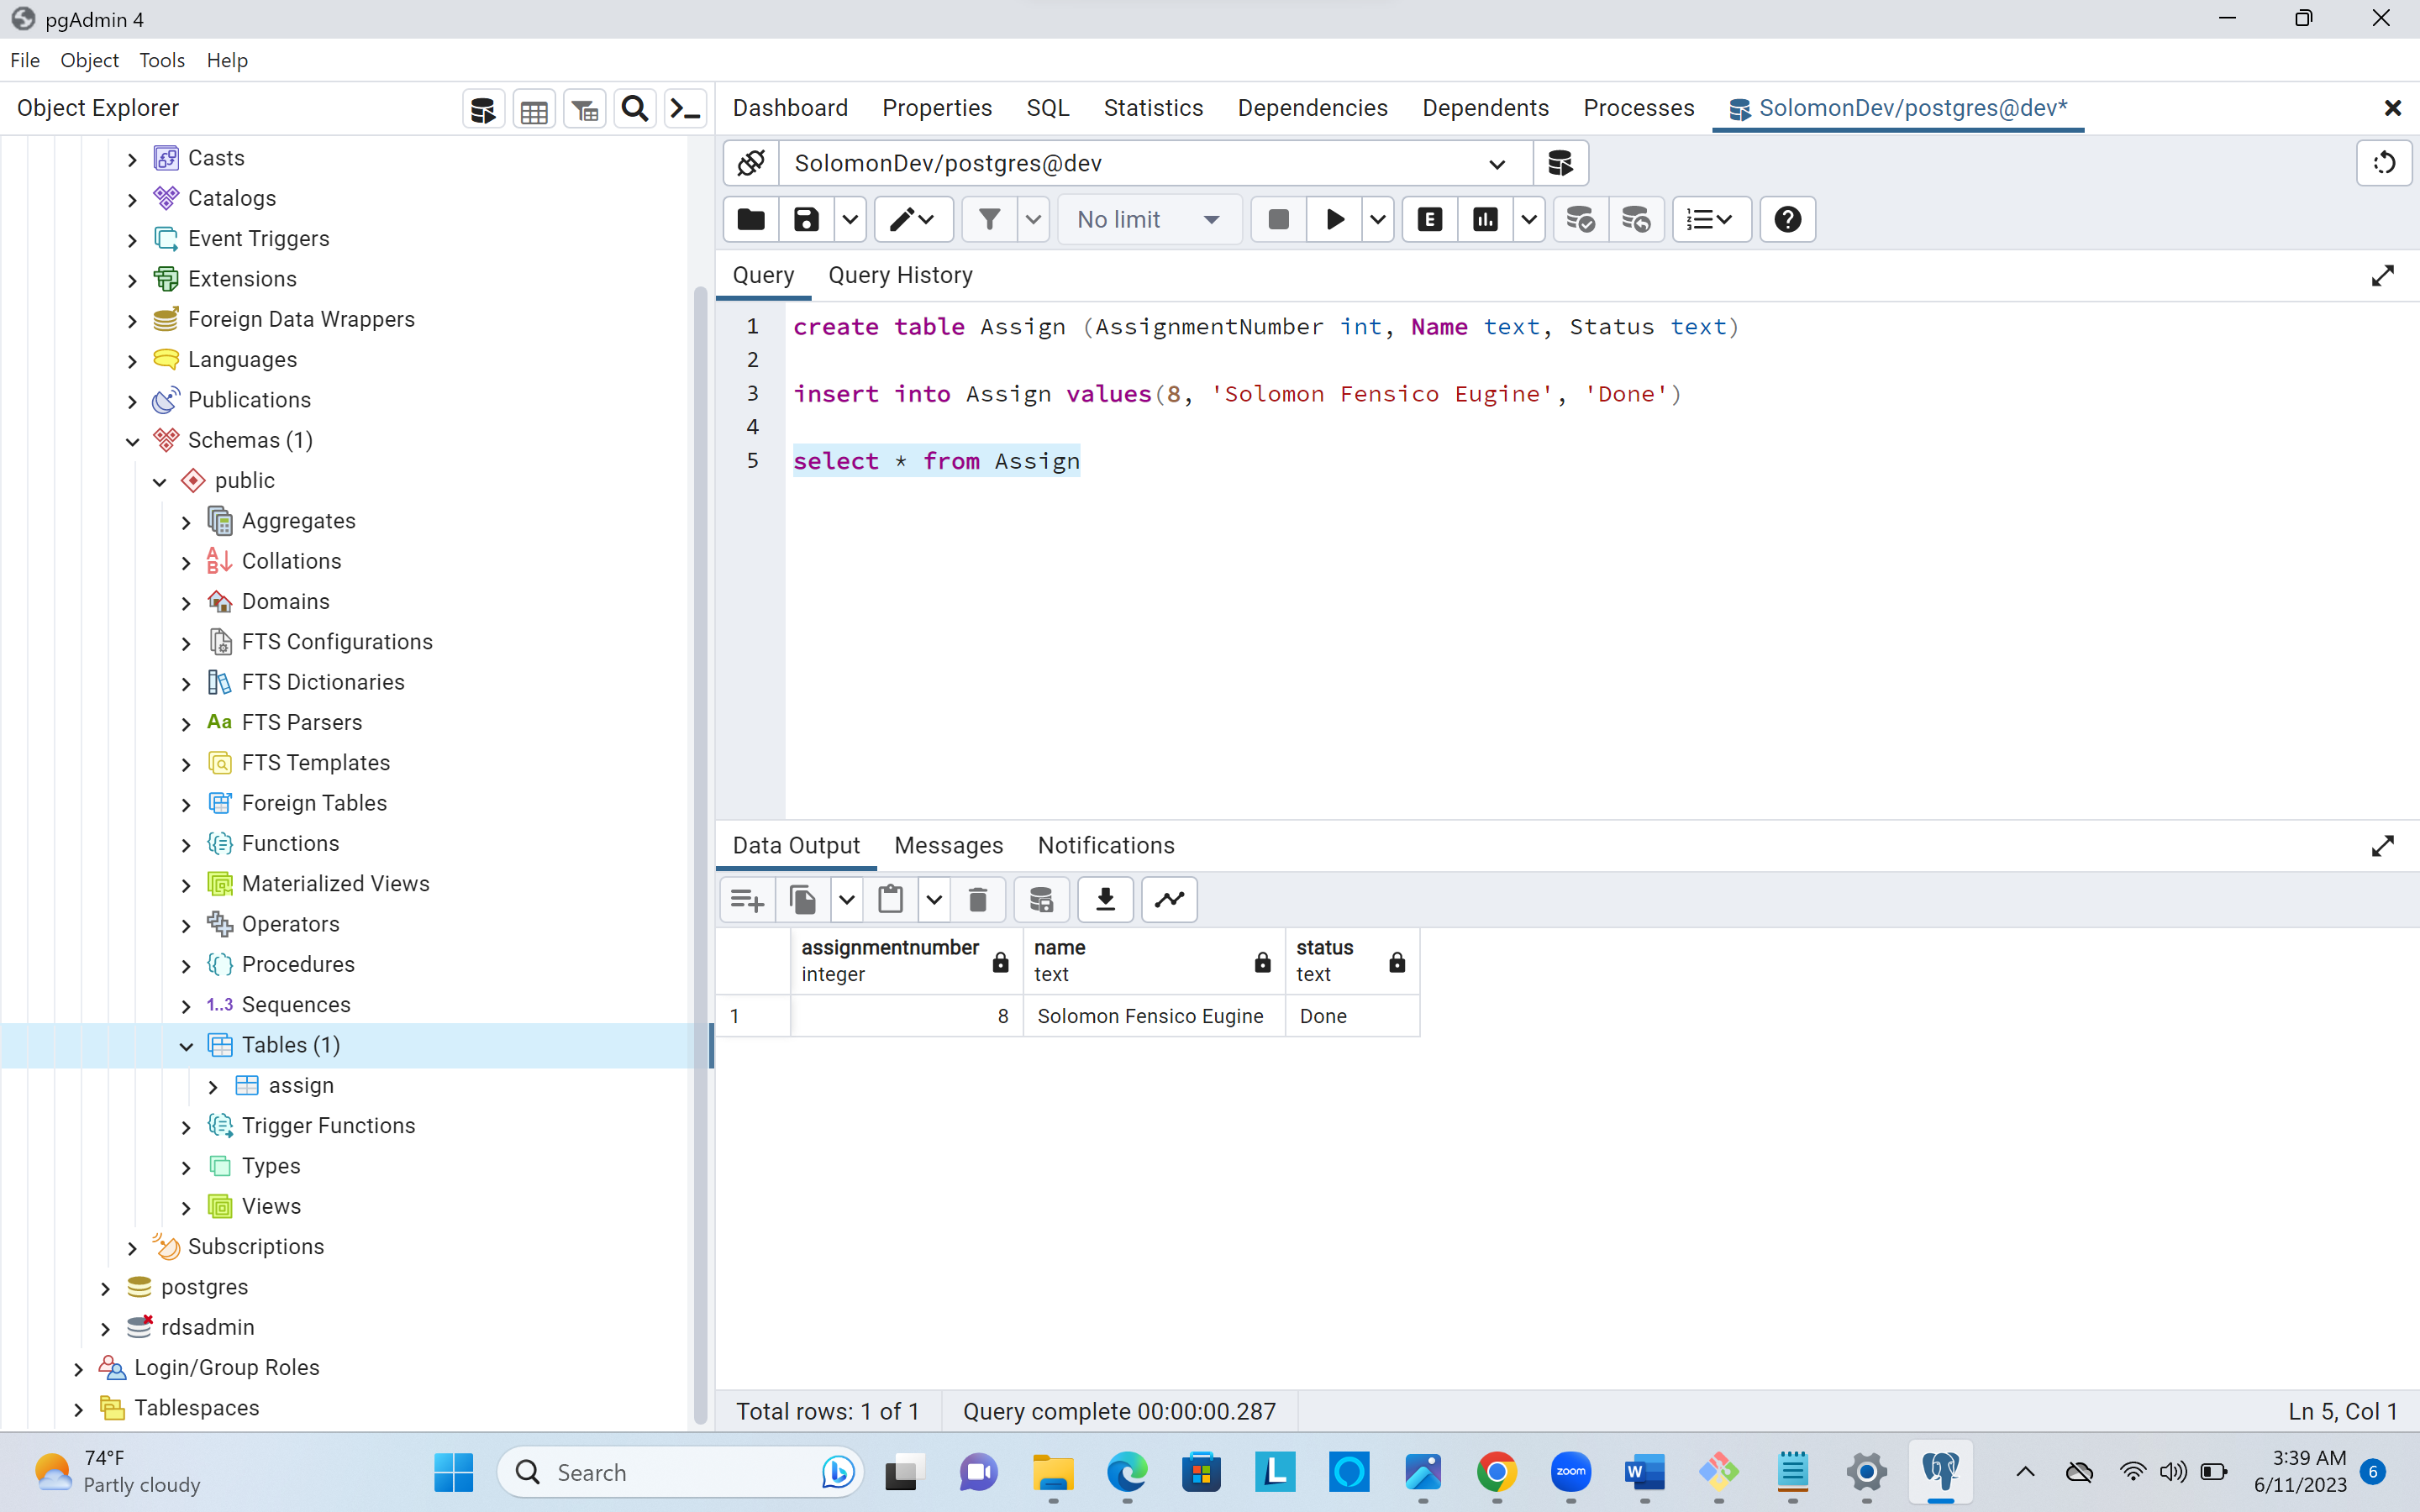 pgAdmin 4
File Object Tools Help
Object Explorer
Dashboard Properties SQL Statistics Dependencies Dependents Processes SolomonDev/postgres@dev*
Casts
Catalogs
Event Triggers
Extensions
Foreign Data Wrappers
Languages
Publications
Schemas (1)
public
Aggregates
Collations
Domains
FTS Configurations
FTS Dictionaries
Aa FTS Parsers
FTS Templates
Foreign Tables
Functions
Materialized Views
Operators
Procedures
1..3 Sequences
Tables (1)
assign
Trigger Functions
Types
Views
Subscriptions
postgres
rdsadmin
Login/Group Roles
Tablespaces
SolomonDev/postgres@dev
No limit
E
Query Query History
1 create table Assign (AssignmentNumber int, Name text, Status text)
2
3 insert into Assign values(8, 'Solomon Fensico Eugine', 'Done')
4
5 select * from Assign
Data Output Messages Notifications
assignmentnumber name status
integer text text
1 8 Solomon Fensico Eugine Done
Total rows: 1 of 1 Query complete 00:00:00.287 Ln 5, Col 1
74°F
Partly cloudy
Search
L
zoom
W
3:39 AM
6/11/2023
6